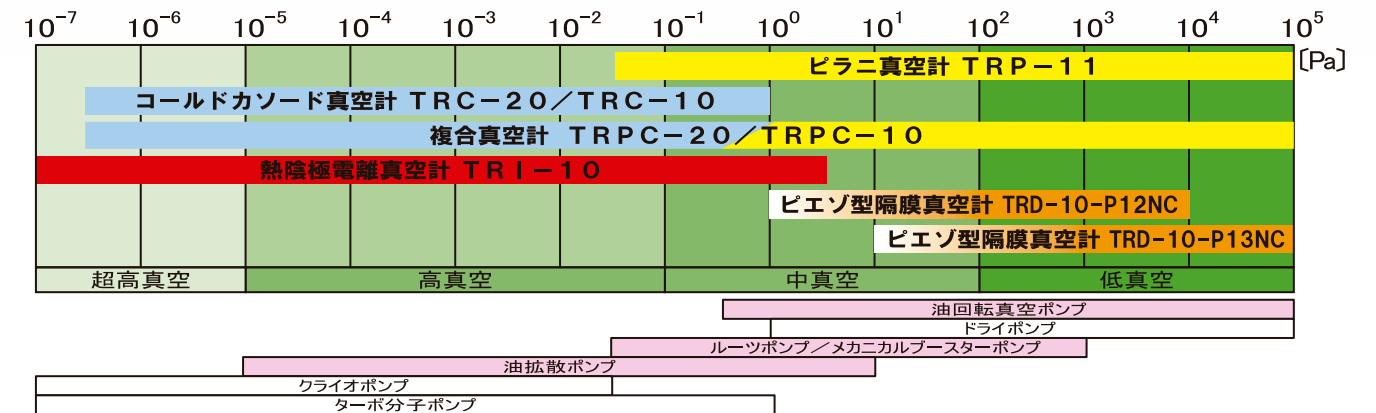 10⁻⁷ 10⁻⁶ 10⁻⁵ 10⁻⁴ 10⁻³ 10⁻² 10⁻¹ 10⁰ 10¹ 10² 10³ 10⁴ 10⁵
〔Pa〕
ピラニ真空計 ＴＲＰ－１１
コールドカソード真空計 ＴＲＣ－２０／ＴＲＣ－１０
複合真空計 ＴＲＰＣ－２０／ＴＲＰＣ－１０
熱陰極電離真空計 ＴＲＩ－１０
ピエゾ型隔膜真空計 TRD-10-P12NC
ピエゾ型隔膜真空計 TRD-10-P13NC
超高真空 高真空 中真空 低真空
油回転真空ポンプ
ドライポンプ
ルーツポンプ／メカニカルブースターポンプ
油拡散ポンプ
クライオポンプ
ターボ分子ポンプ